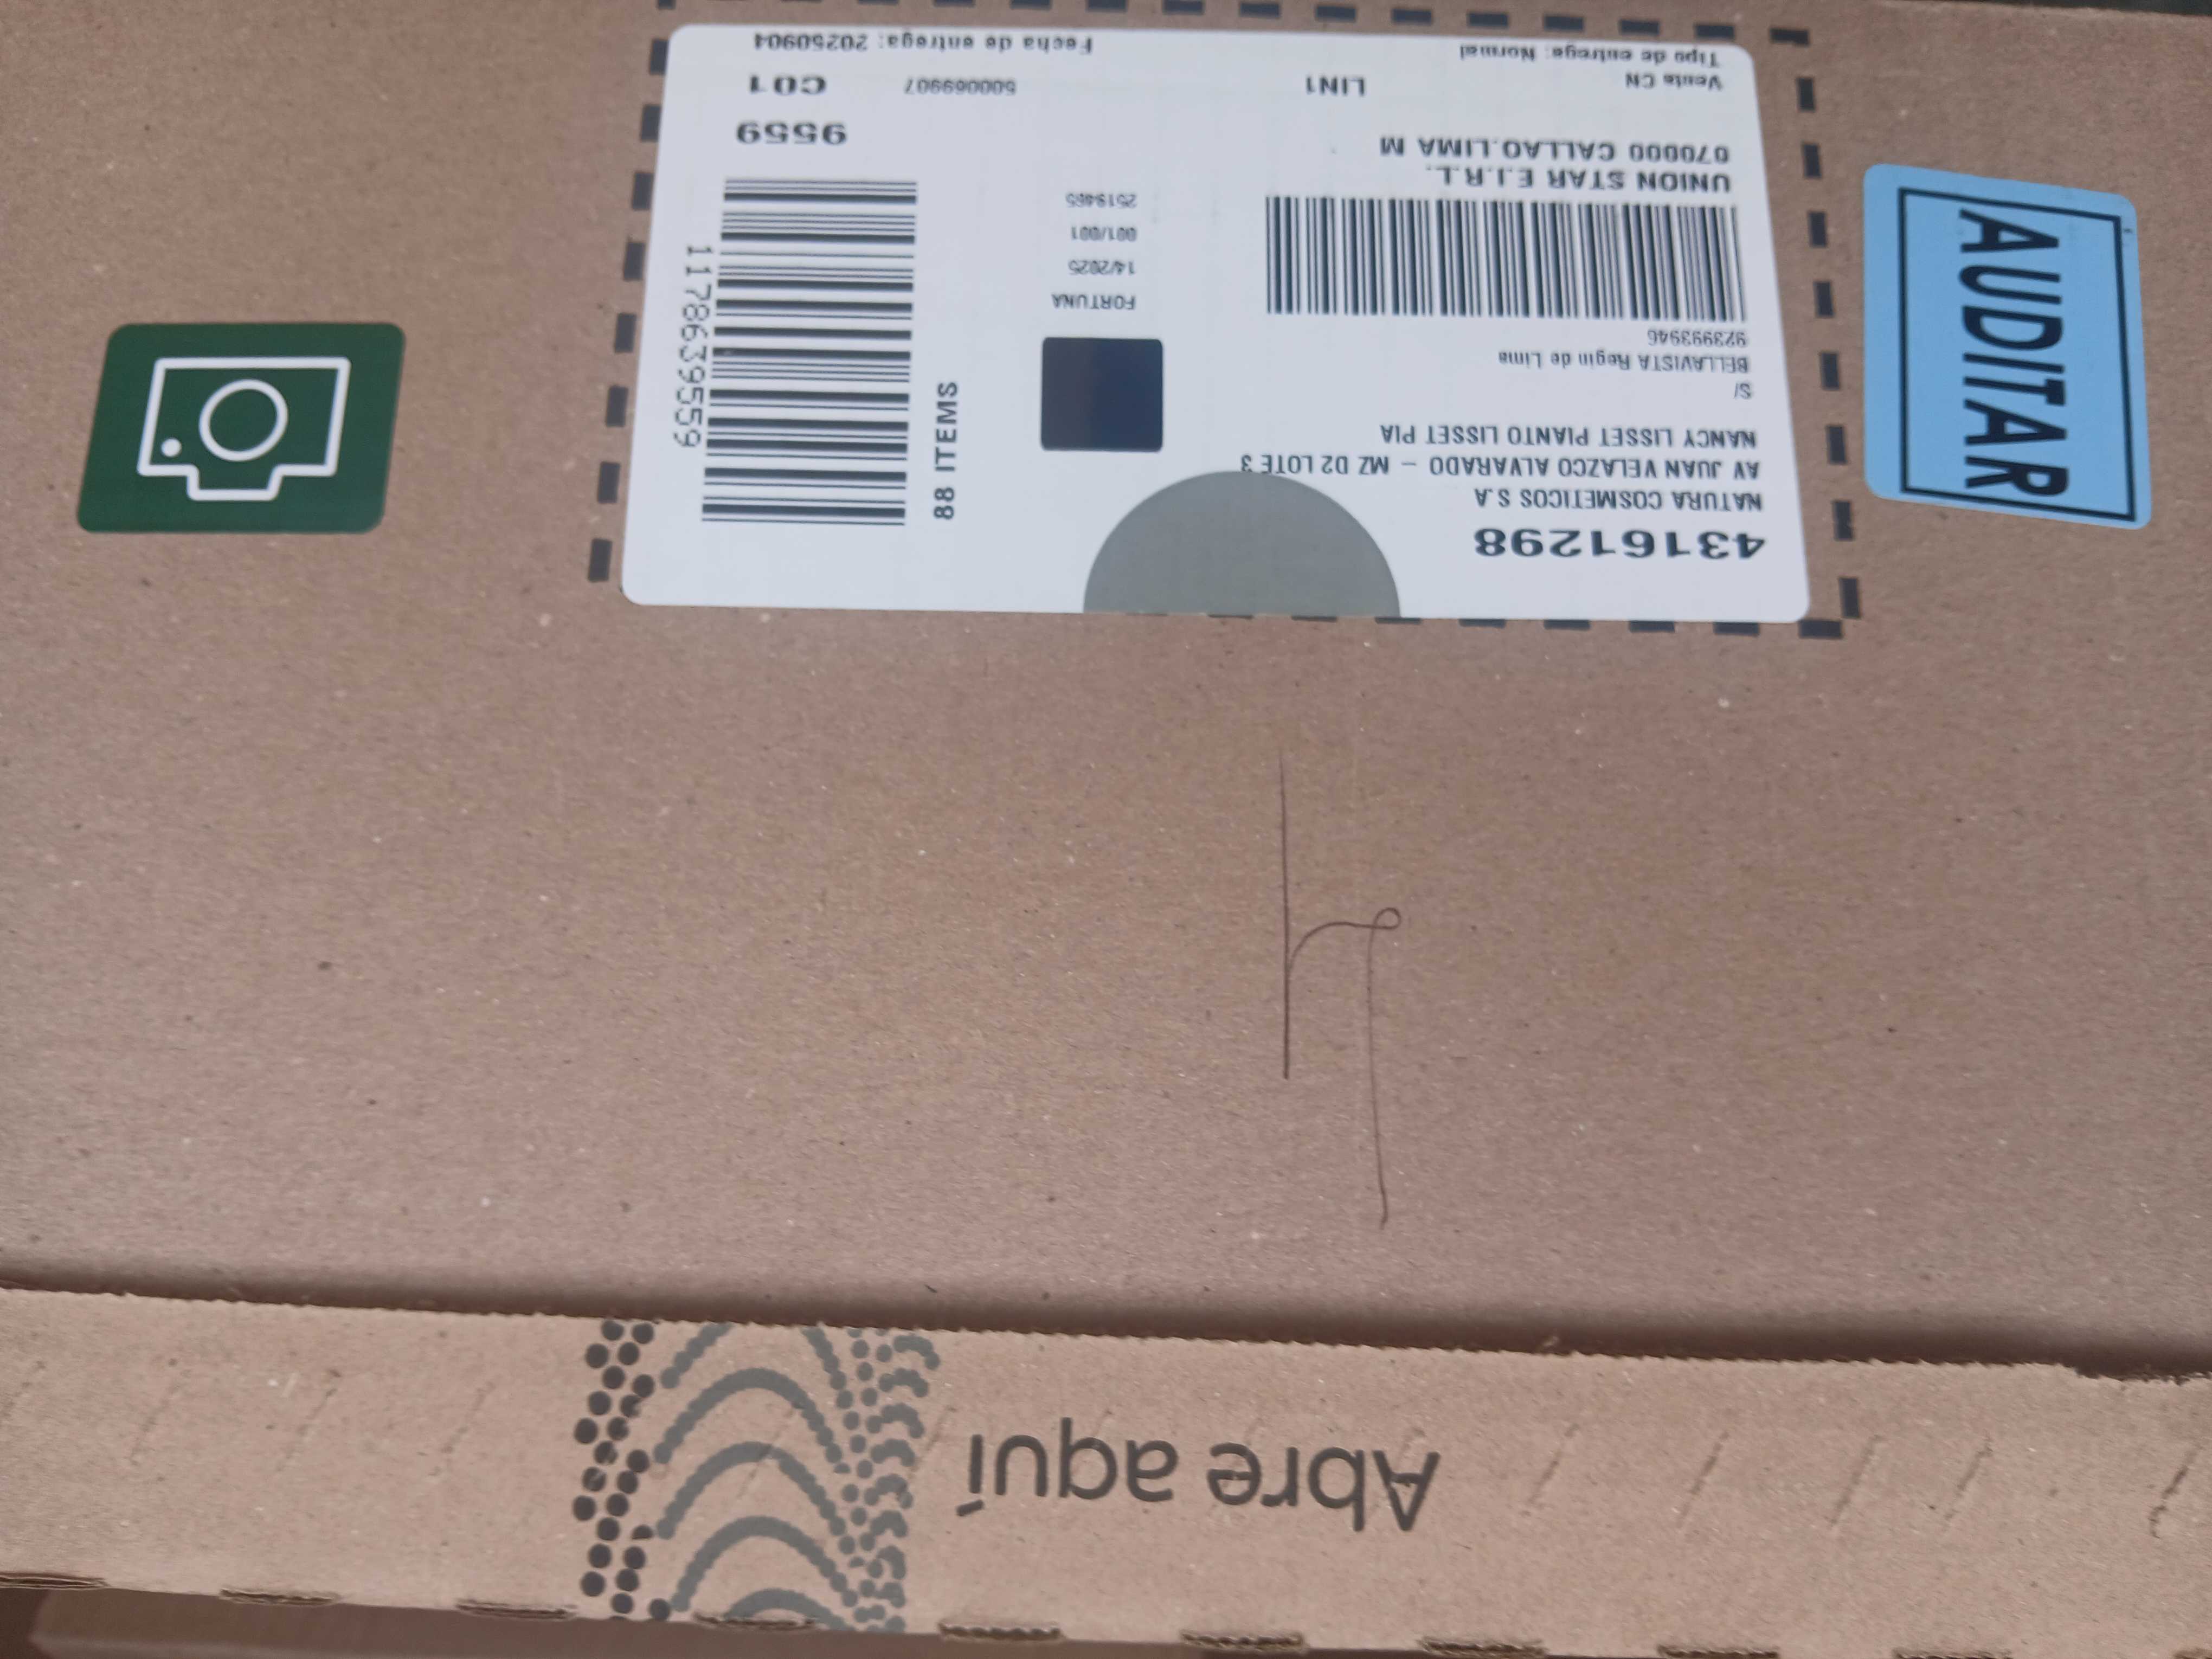 43161298
NATURA COSMETICOS S.A
AV JUAN VELAZCO ALVARADO - MZ D2 LOTE 3
NANCY LISSET PIANTO LISSET PIA
S/
BELLAVISTA Regin de Lima
923993946
UNION STAR E.I.R.L.
070000 CALLAO.LIMA M
Venta CN
LIN1
Tipo de entrega: Normal
FORTUNA
14/2025
001/001
2519465
88 ITEMS
1178639559
9559
500069907
C01
Fecha de entrega: 20250904
AUDITAR
Abre aquí